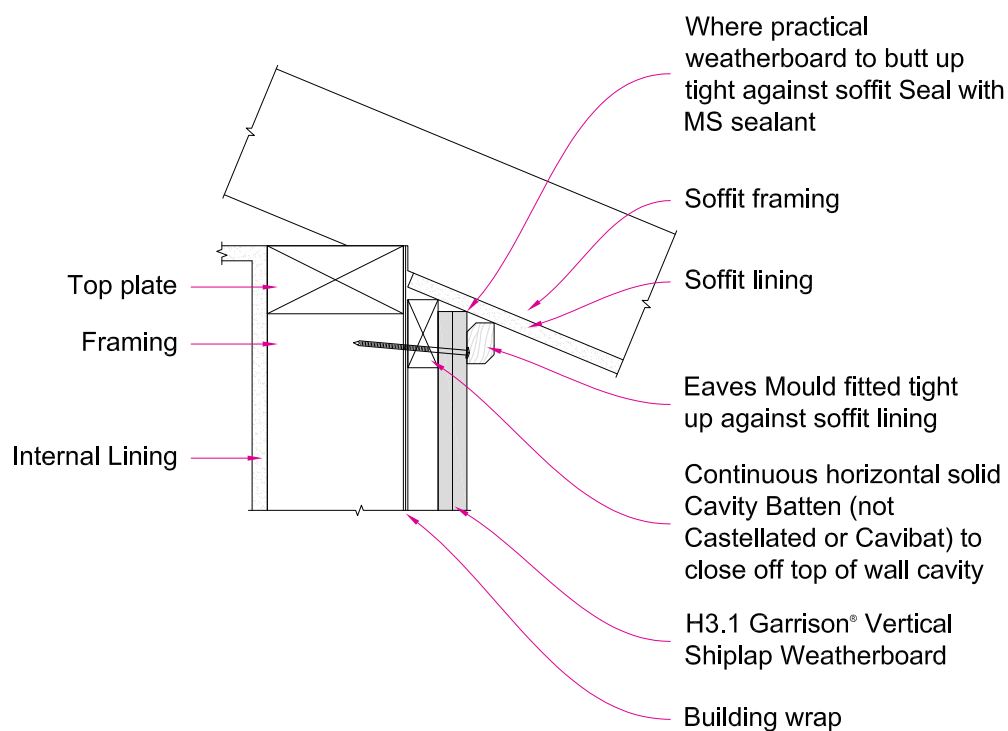 Where practical
weatherboard to butt up
tight against soffit Seal with
MS sealant
Soffit framing
Soffit lining
Top plate
Framing
Eaves Mould fitted tight
up against soffit lining
Internal Lining
Continuous horizontal solid
Cavity Batten (not
Castellated or Cavibat) to
close off top of wall cavity
H3.1 Garrison® Vertical
Shiplap Weatherboard
Building wrap